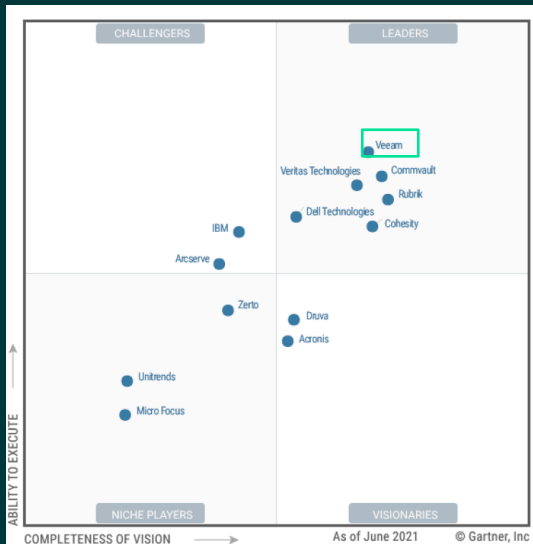 CHALLENGERS
LEADERS
Veeam
Veritas Technologies
Commvault
Rubrik
Dell Technologies
Cohesity
IBM
Arcserve
Zerto
Druva
Acronis
Unitrends
Micro Focus
ABILITY TO EXECUTE
NICHE PLAYERS
VISIONARIES
COMPLETENESS OF VISION
As of June 2021
© Gartner, Inc